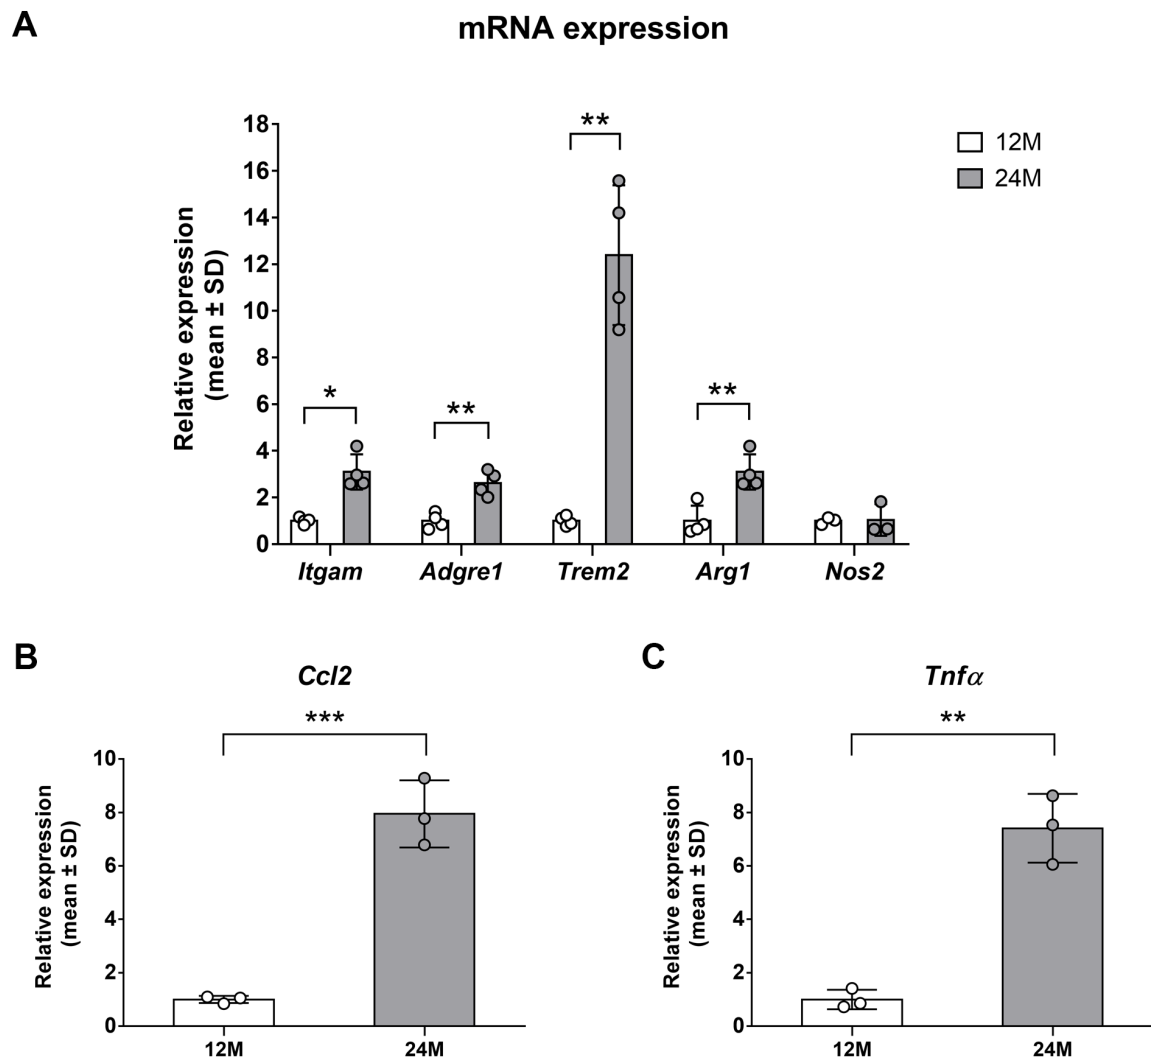 A
mRNA expression
Relative expression
(mean ± SD)
18
16
14
12
10
8
6
4
2
0
*
**
**
**
12M
24M
Itgam Adgre1 Trem2 Arg1 Nos2
B
Ccl2
***
Relative expression
(mean ± SD)
10
8
6
4
2
0
12M 24M
C
Tnfα
**
Relative expression
(mean ± SD)
10
8
6
4
2
0
12M 24M